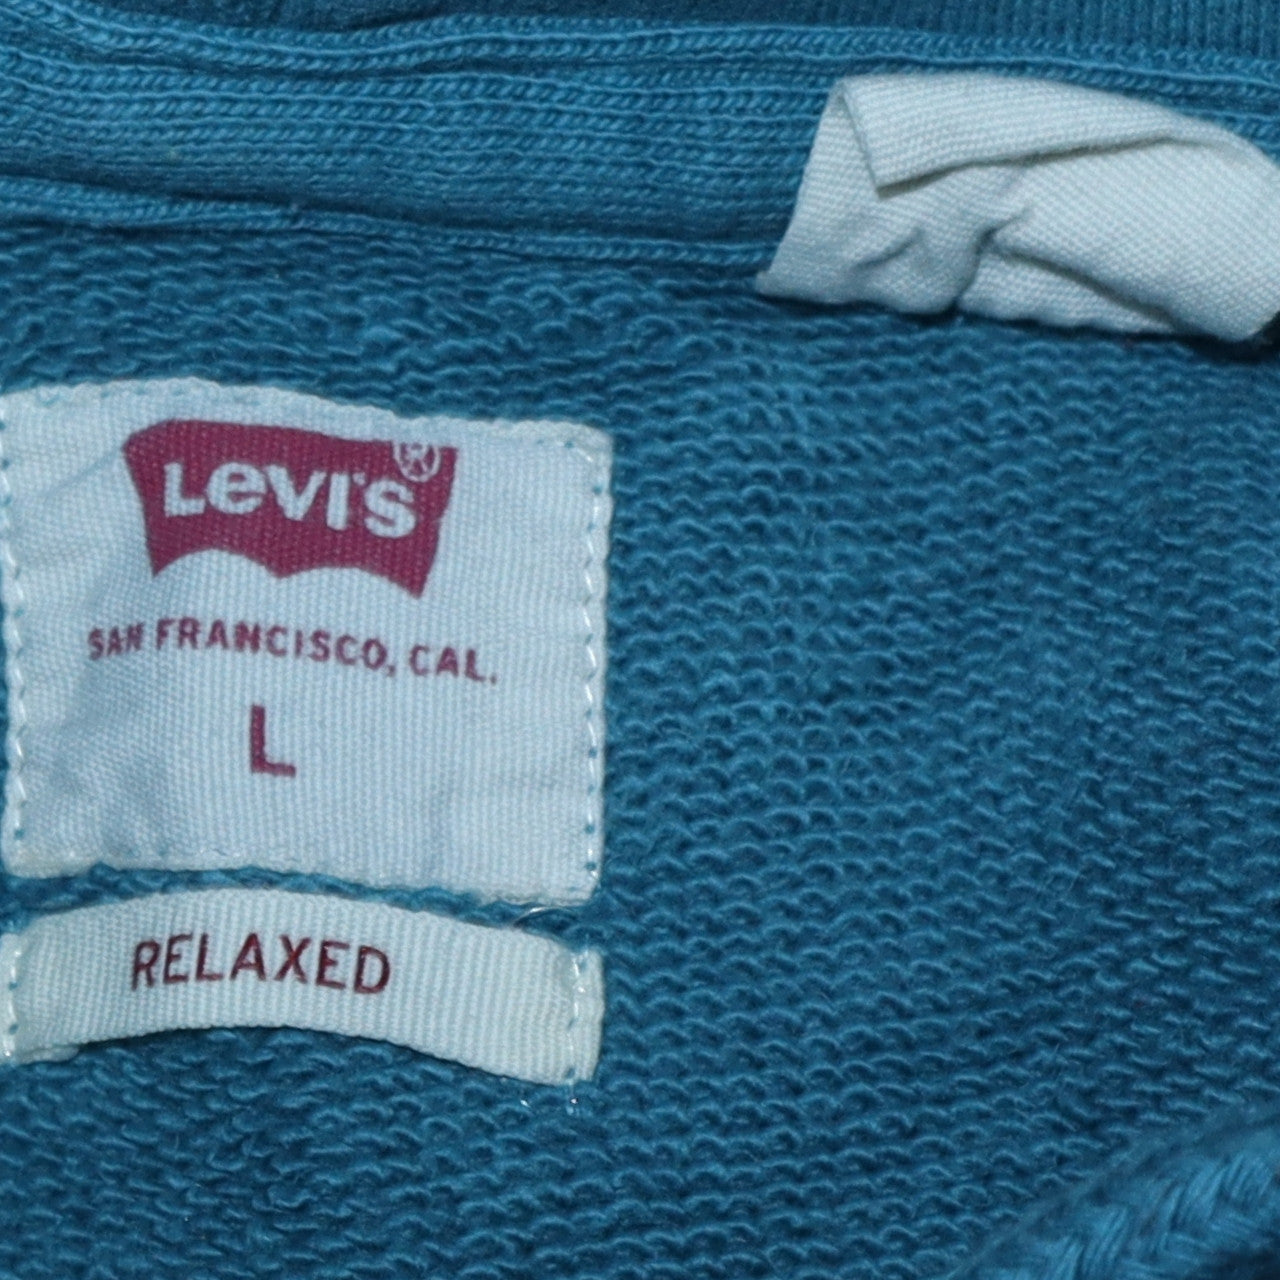 Levi's®
SAN FRANCISCO, CAL.
L
RELAXED